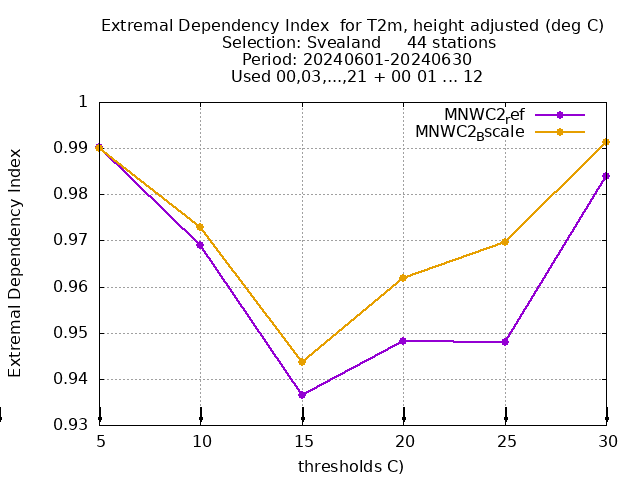 Extremal Dependency Index  for T2m, height adjusted (deg C)
Selection: Svealand     44 stations
Period: 20240601-20240630
Used 00,03,...,21 + 00 01 ... 12
MNWC2ref
MNWC2Bscale
1
0.99
0.98
0.97
0.96
0.95
0.94
0.93
Extremal Dependency Index
5 10 15 20 25 30
thresholds C)